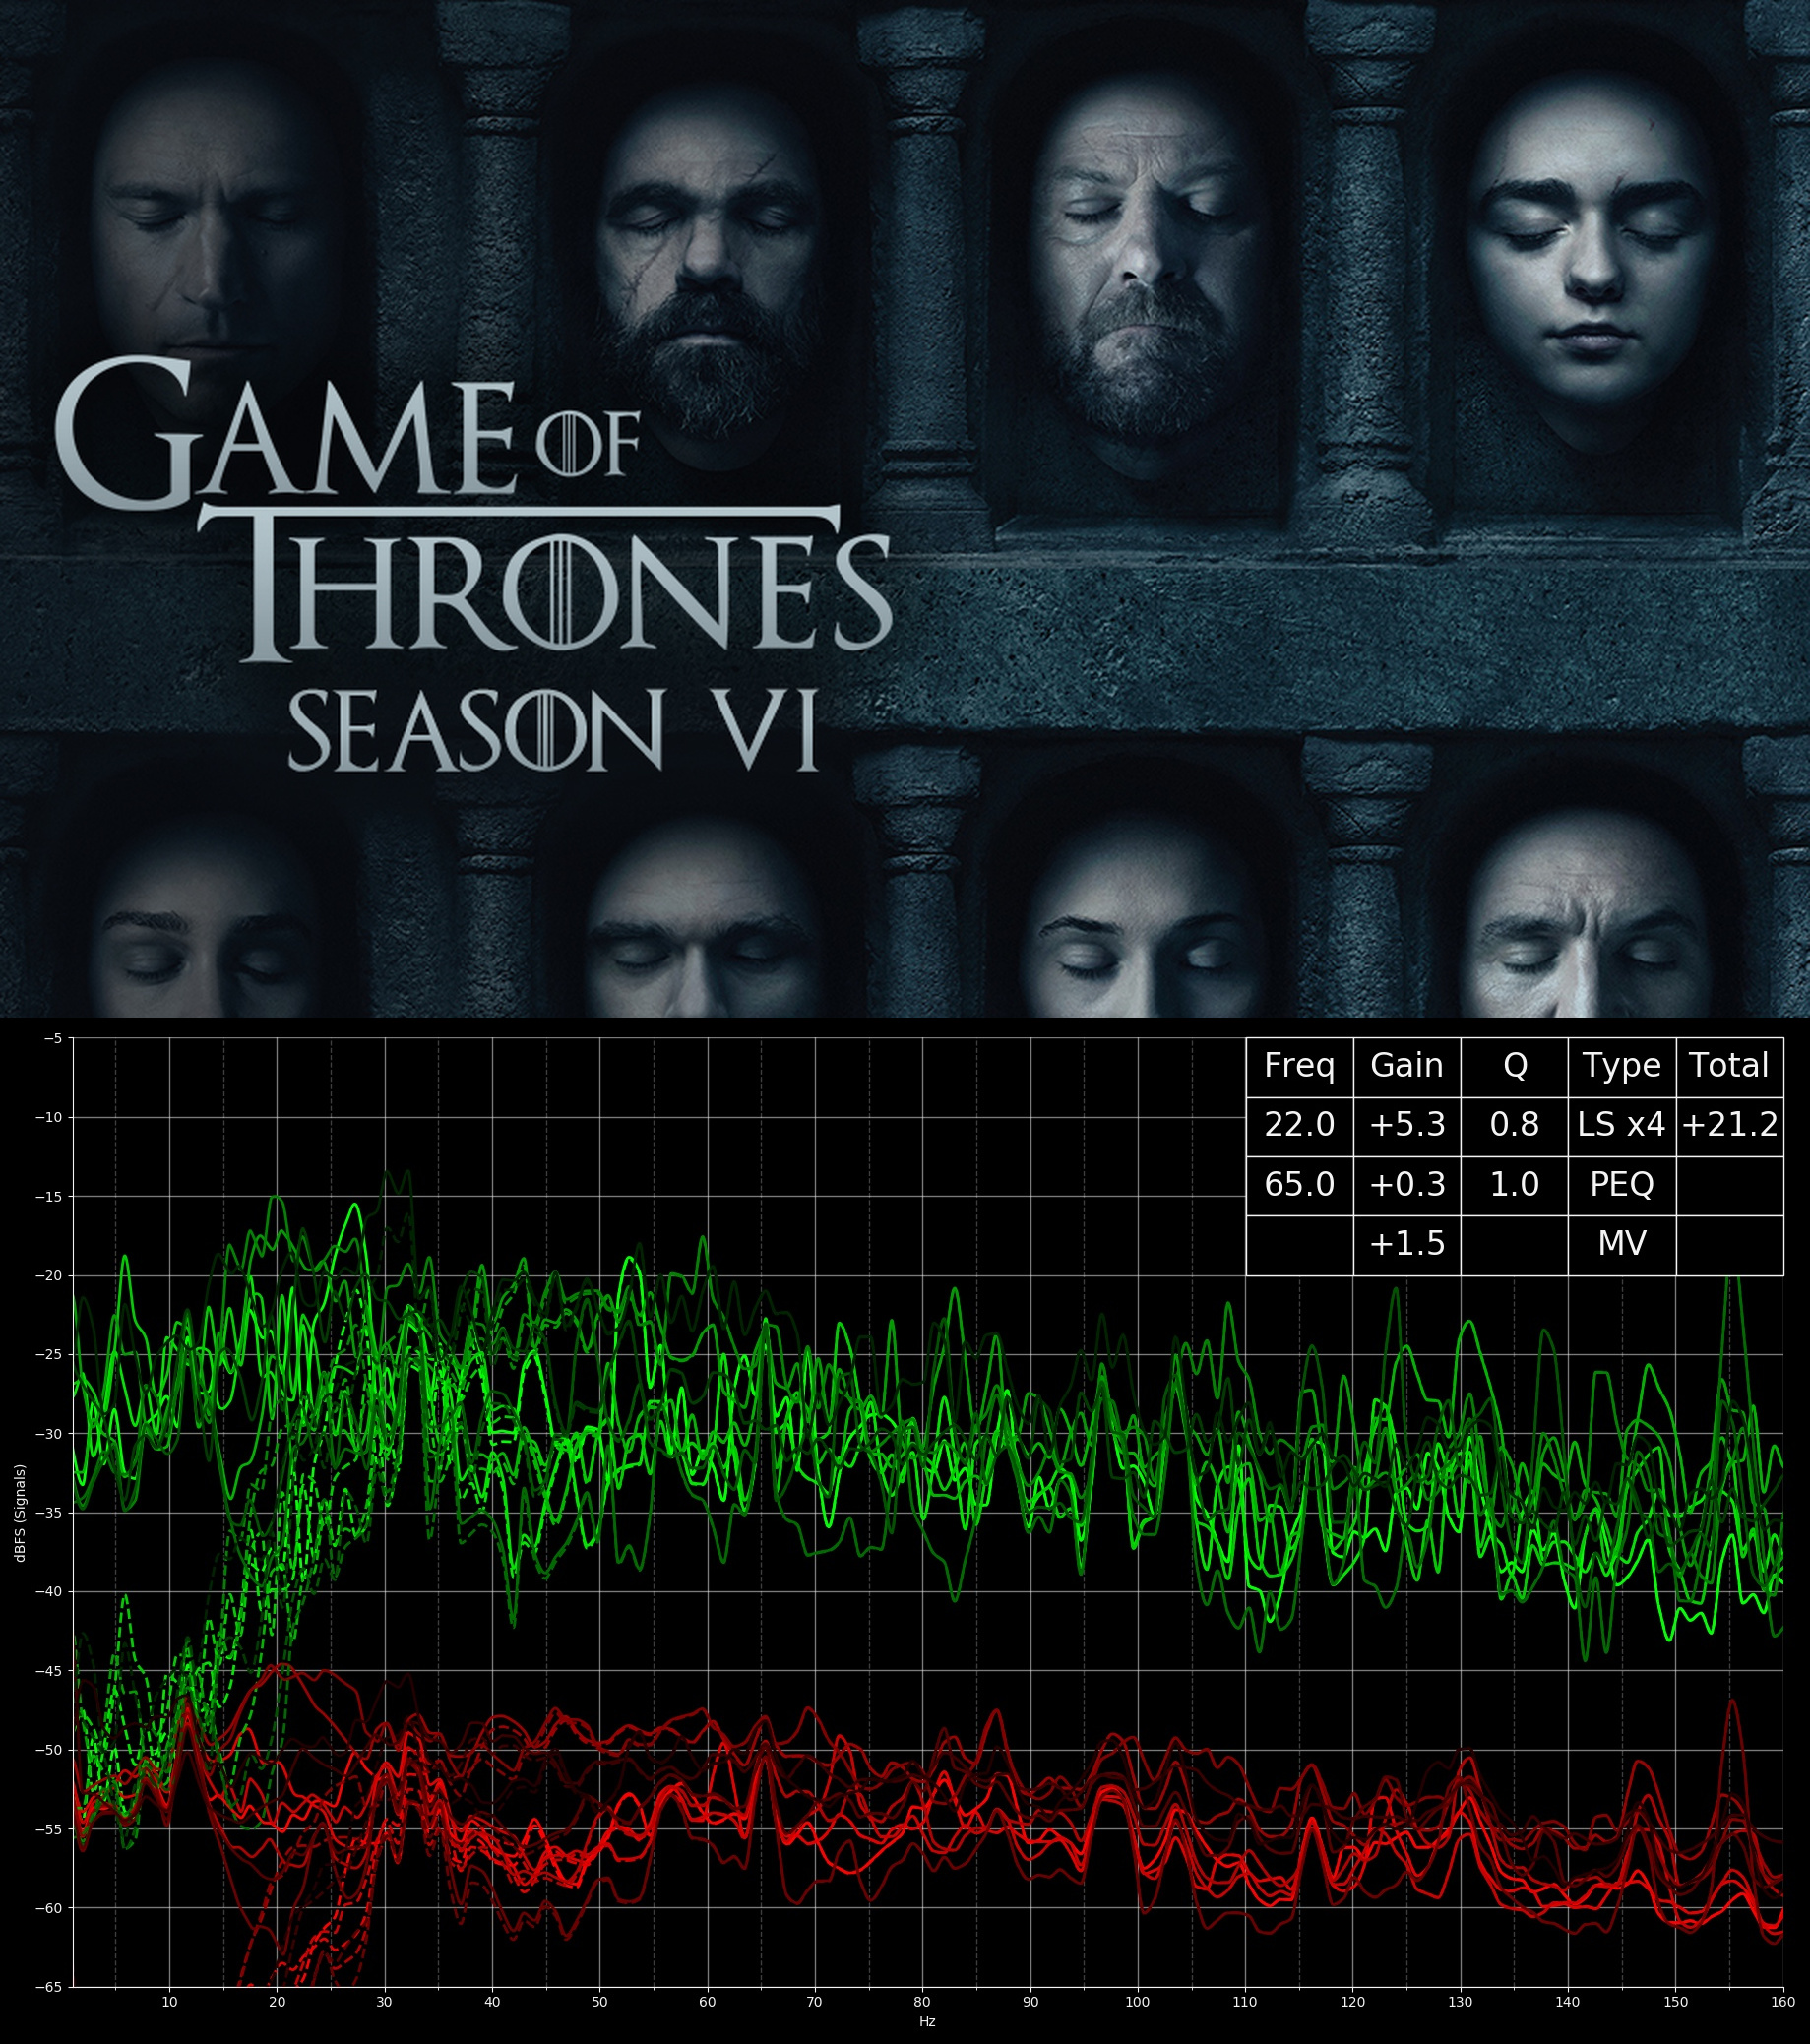 GAME OF
THRONES
SEASON VI
Freq Gain Q Type Total
22.0 +5.3 0.8 LS x4 +21.2
65.0 +0.3 1.0 PEQ
+1.5 MV
−5
−10
−15
−20
−25
−30
−35
−40
−45
−50
−55
−60
−65
dBFS (Signals)
10 20 30 40 50 60 70 80 90 100 110 120 130 140 150 160
Hz